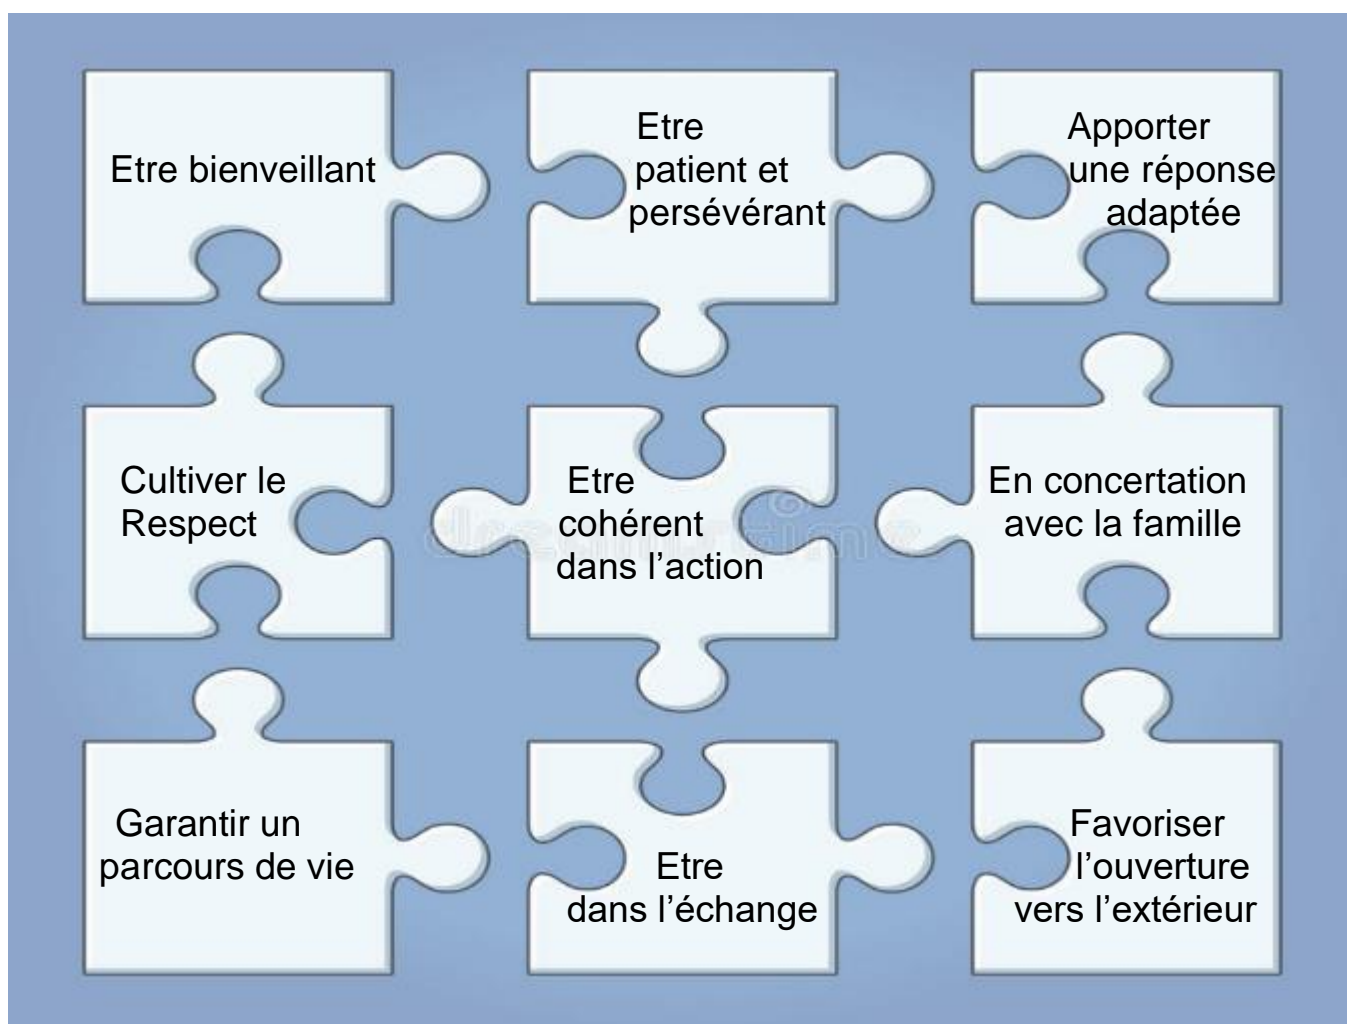 Etre bienveillant
Etre
patient et
persévérant
Apporter
une réponse
adaptée
Cultiver le
Respect
Etre
cohérent
dans l’action
En concertation
avec la famille
Garantir un
parcours de vie
Etre
dans l’échange
Favoriser
l’ouverture
vers l’extérieur
dreamstime